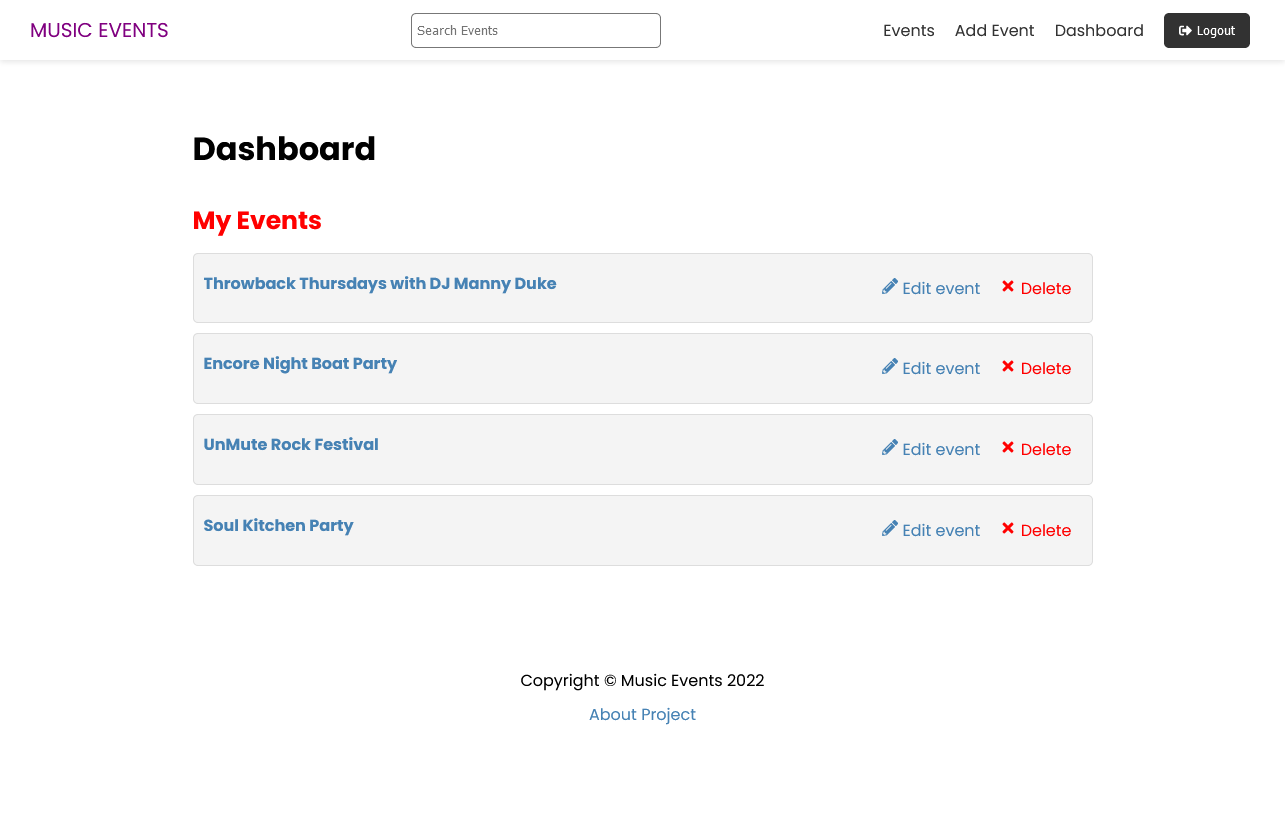 MUSIC EVENTS
Search Events
Events Add Event Dashboard Logout
Dashboard
My Events
Throwback Thursdays with DJ Manny Duke Edit event Delete
Encore Night Boat Party Edit event Delete
UnMute Rock Festival Edit event Delete
Soul Kitchen Party Edit event Delete
Copyright © Music Events 2022
About Project